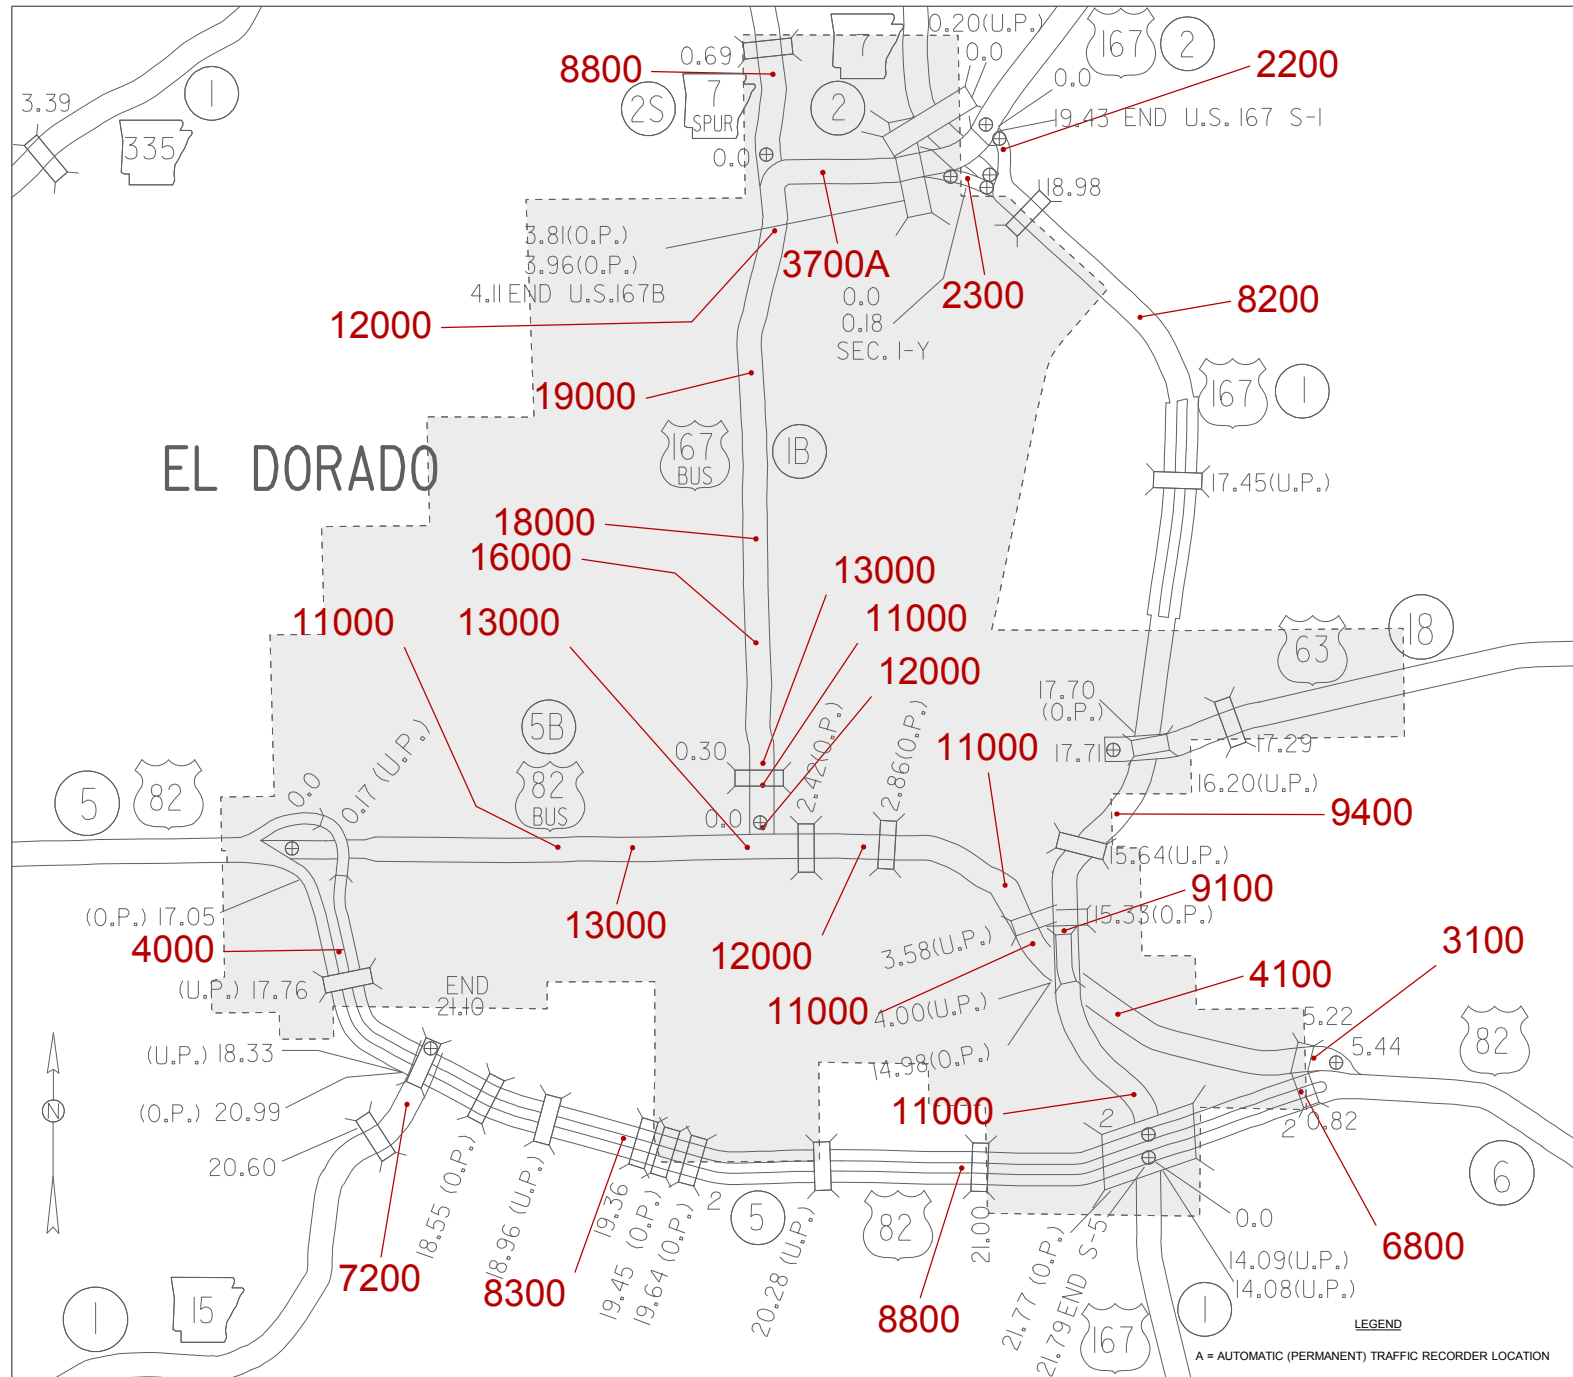 0.20(U.P.)
7
167
2
0.69
0.0
8800
2200
3.39
1
2S
7
SPUR
2
0.0
19.43 END U.S.167 S-1
335
0.0
18.98
3.81(O.P.)
3.96(O.P.)
4.11 END U.S.167B
3700A
2300
0.0
0.18
SEC. 1-Y
12000
8200
19000
167
1
167
BUS
1B
EL DORADO
17.45(U.P.)
18000
16000
13000
11000
11000
13000
12000
63
18
17.70
(O.P.)
5B
82
BUS
0.30
2.42(O.P.)
2.86(O.P.)
11000
17.71
17.29
16.20(U.P.)
5
82
0.0
0.17 (U.P.)
0.0
9400
15.64(U.P.)
9100
(O.P.) 17.05
13000
12000
15.33(O.P.)
4000
3.58(U.P.)
3100
4100
(U.P.) 17.76
END
21.10
11000
4.00(U.P.)
5.22
5.44
82
(U.P.) 18.33
14.98(O.P.)
(O.P.) 20.99
11000
2
2
0.82
N
20.60
18.55 (O.P.)
18.96 (U.P.)
19.36
19.45 (O.P.)
19.64 (O.P.)
2
5
20.28 (U.P.)
82
21.00
6
0.0
6800
7200
8300
8800
21.77 (O.P.)
21.79 END S-5
14.09(U.P.)
14.08(U.P.)
1
15
167
1
LEGEND
A = AUTOMATIC (PERMANENT) TRAFFIC RECORDER LOCATION